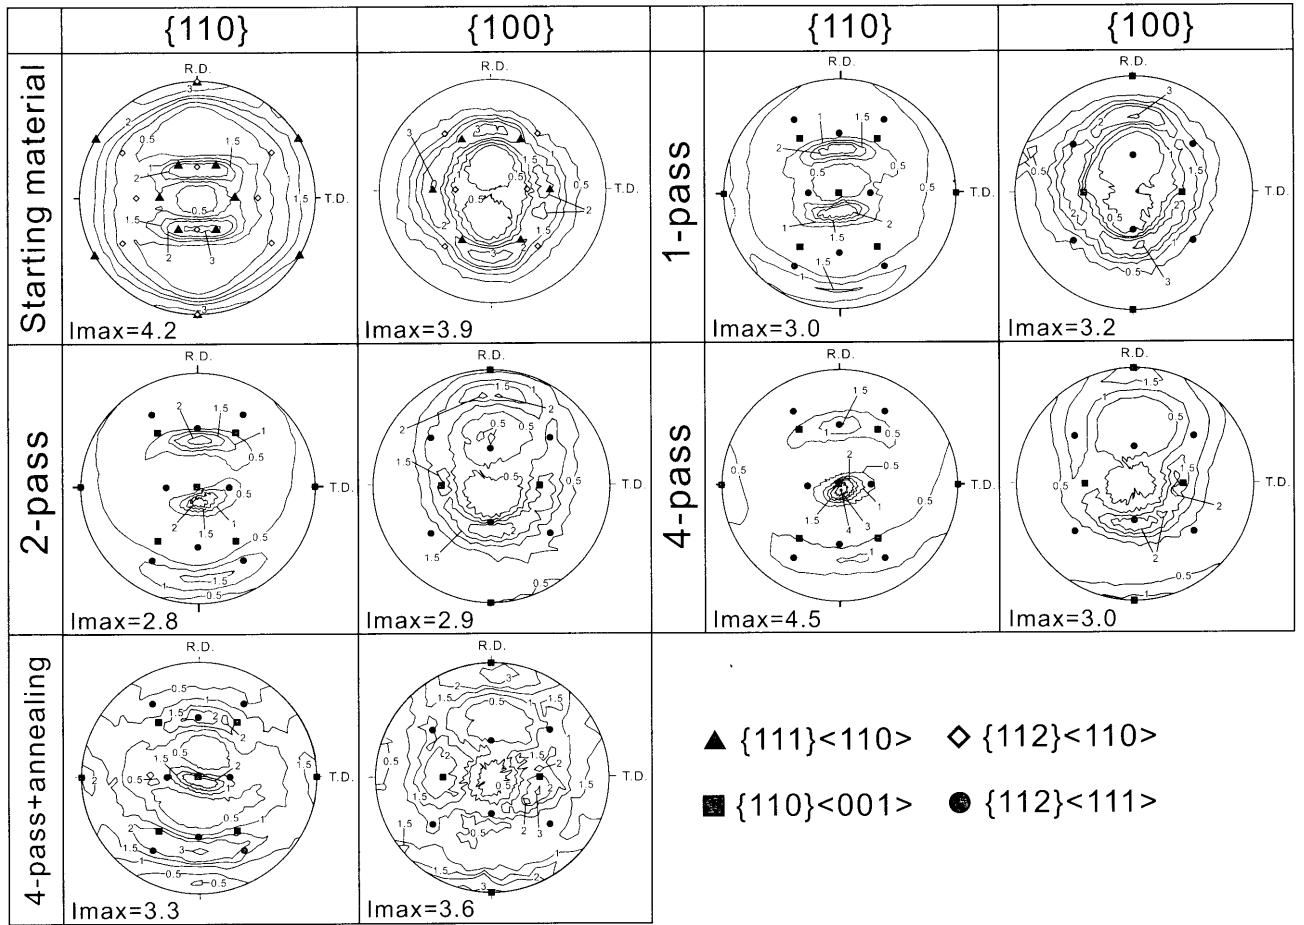 {110} {100} {110} {100}
Starting material
R.D.
T.D.
Imax=4.2
R.D.
T.D.
Imax=3.9
1-pass
R.D.
T.D.
Imax=3.0
R.D.
T.D.
Imax=3.2
2-pass
R.D.
T.D.
Imax=2.8
R.D.
T.D.
Imax=2.9
4-pass
R.D.
T.D.
Imax=4.5
R.D.
T.D.
Imax=3.0
4-pass+annealing
R.D.
T.D.
Imax=3.3
R.D.
T.D.
Imax=3.6
{111}<110> {112}<110>
{110}<001> {112}<111>